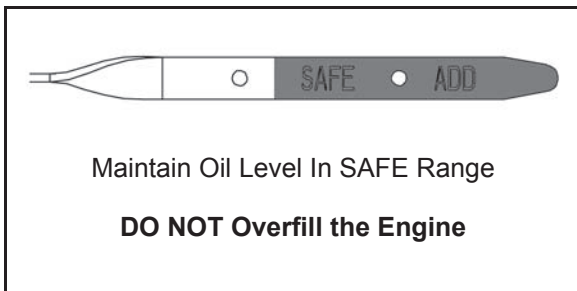 SAFE ADD
Maintain Oil Level In SAFE Range
DO NOT Overfill the Engine